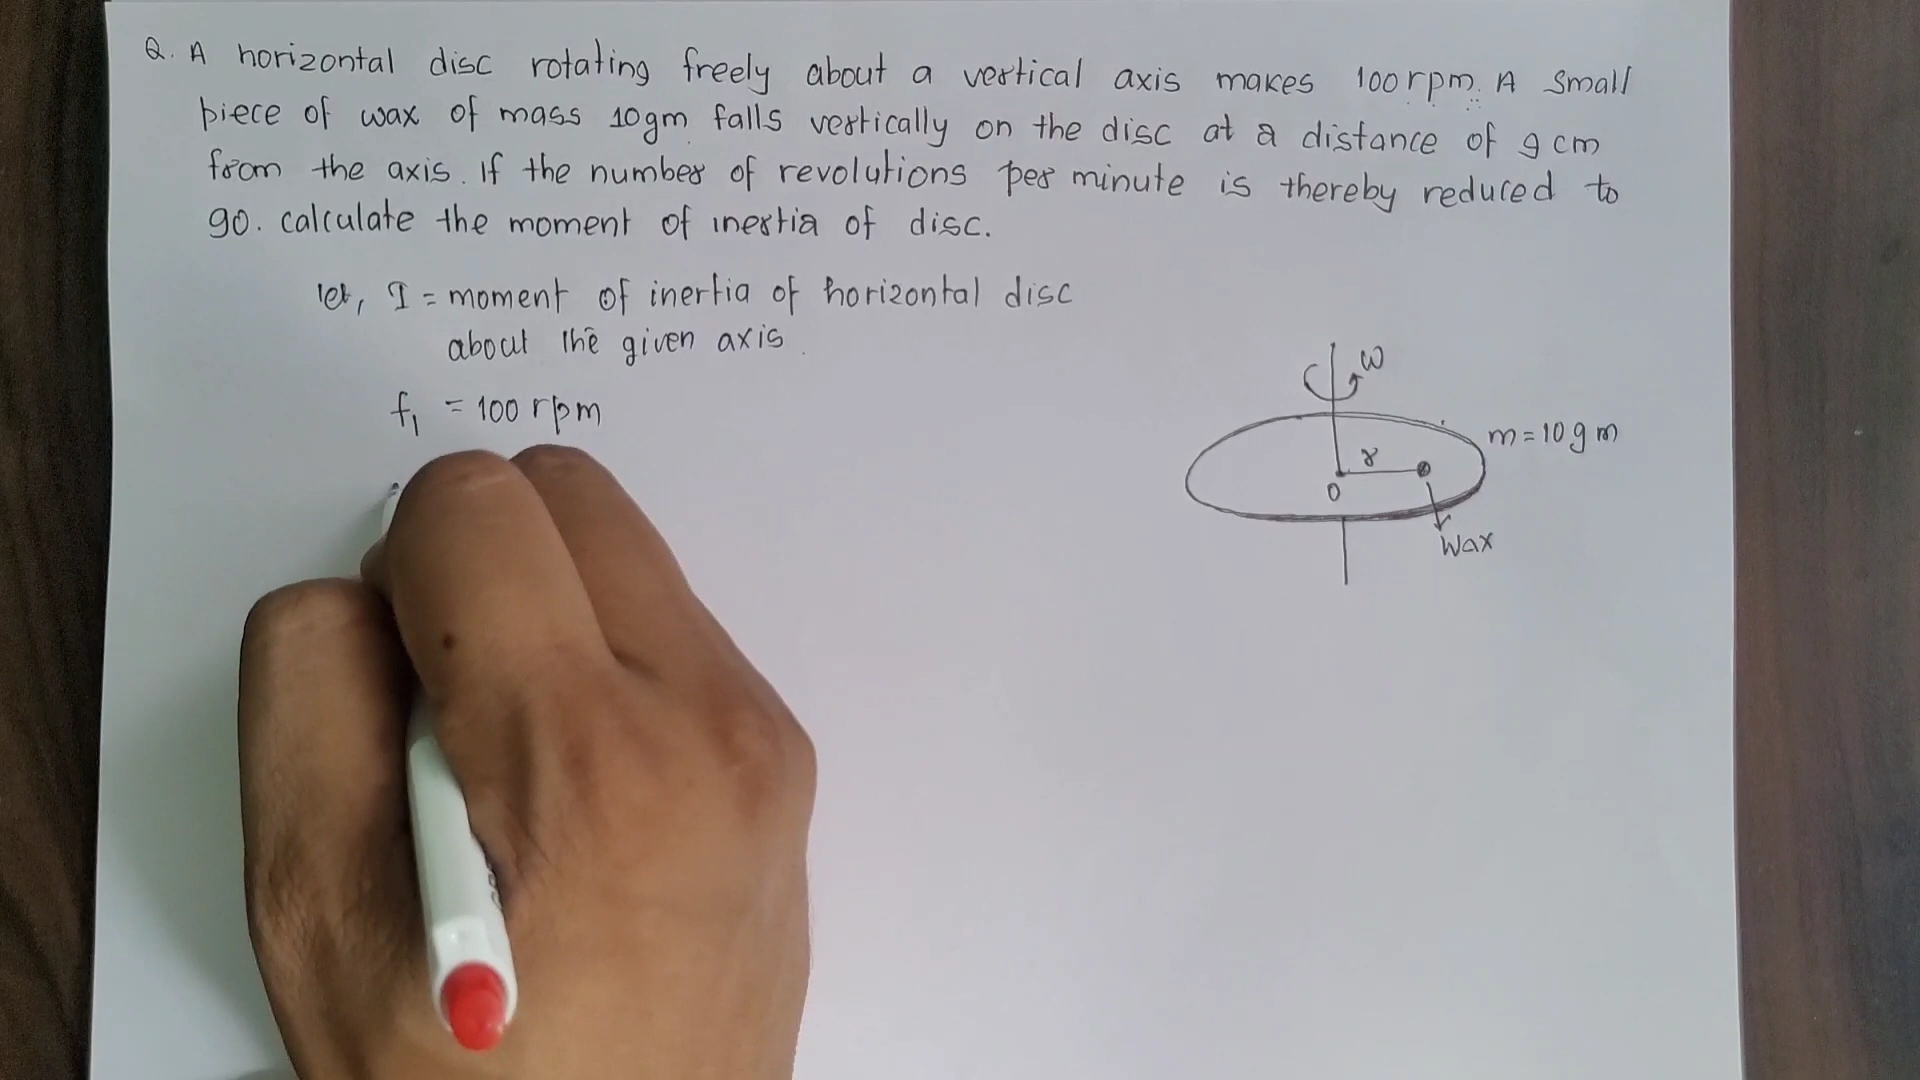 Q. A horizontal disc rotating freely about a vertical axis makes 100 rpm. A small
piece of wax of mass 10gm falls vertically on the disc at a distance of 9 cm
from the axis. If the number of revolutions per minute is thereby reduced to
90. calculate the moment of inertia of disc.
let, I = moment of inertia of horizontal disc
about the given axis.
f₁ = 100 rpm
ω
m = 10 gm
r
O
Wax